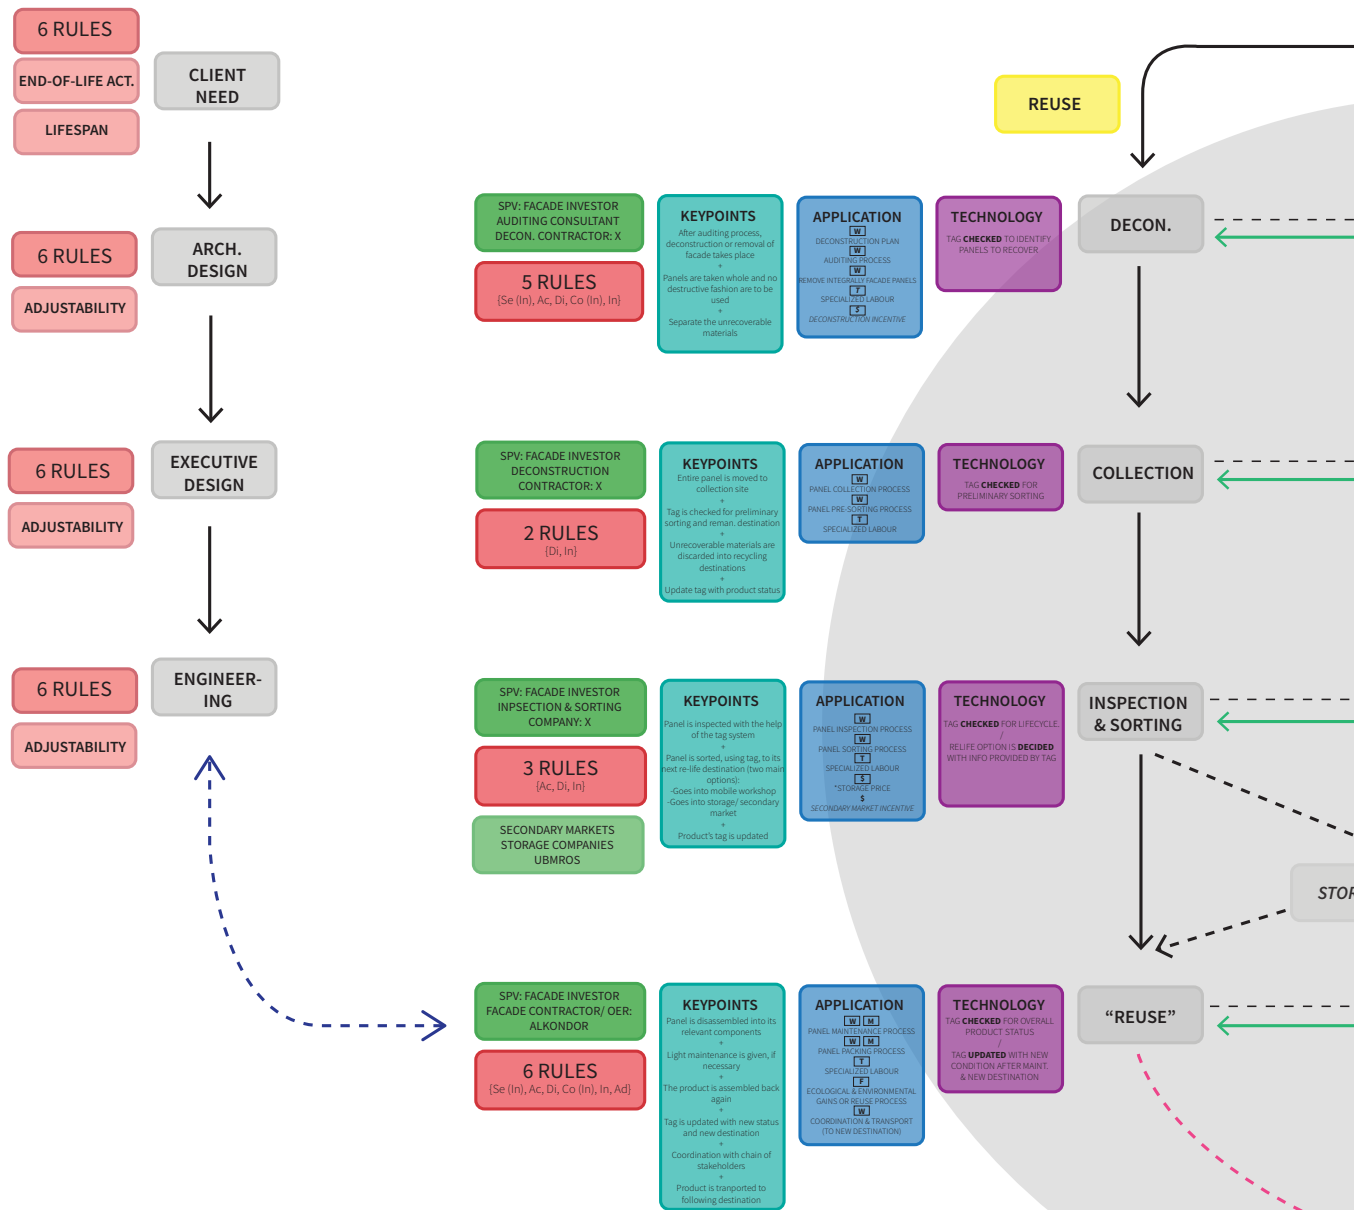 6 RULES
END-OF-LIFE ACT.
LIFESPAN
CLIENT
NEED
6 RULES
ADJUSTABILITY
ARCH.
DESIGN
6 RULES
ADJUSTABILITY
EXECUTIVE
DESIGN
6 RULES
ADJUSTABILITY
ENGINEER-
ING
REUSE
SPV: FACADE INVESTOR
AUDITING CONSULTANT
DECON. CONTRACTOR: X
5 RULES
{Se (In), Ac, Di, Co (In), In}
KEYPOINTS
After auditing process,
deconstruction or removal of
facade takes place
+
Panels are taken whole and no
destructive fashion are to be
used
+
Separate the unrecoverable
materials
APPLICATION
W
DECONSTRUCTION PLAN
W
AUDITING PROCESS
W
REMOVE INTEGRALLY FACADE PANELS
T
SPECIALIZED LABOUR
$
DECONSTRUCTION INCENTIVE
TECHNOLOGY
TAG CHECKED TO IDENTIFY
PANELS TO RECOVER
DECON.
SPV: FACADE INVESTOR
DECONSTRUCTION
CONTRACTOR: X
2 RULES
{Di, In}
KEYPOINTS
Entire panel is moved to
collection site
+
Tag is checked for preliminary
sorting and reman. destination
+
Unrecoverable materials are
discarded into recycling
destinations
+
Update tag with product status
APPLICATION
W
PANEL COLLECTION PROCESS
W
PANEL PRE-SORTING PROCESS
T
SPECIALIZED LABOUR
TECHNOLOGY
TAG CHECKED FOR
PRELIMINARY SORTING
COLLECTION
SPV: FACADE INVESTOR
INPSECTION & SORTING
COMPANY: X
3 RULES
{Ac, Di, In}
SECONDARY MARKETS
STORAGE COMPANIES
UBMROS
KEYPOINTS
Panel is inspected with the help
of the tag system
+
Panel is sorted, using tag, to its
next re-life destination (two main
options):
-Goes into mobile workshop
-Goes into storage/ secondary
market
+
Product's tag is updated
APPLICATION
W
PANEL INSPECTION PROCESS
W
PANEL SORTING PROCESS
T
SPECIALIZED LABOUR
$
*STORAGE PRICE
$
SECONDARY MARKET INCENTIVE
TECHNOLOGY
TAG CHECKED FOR LIFECYCLE.
/
RELIFE OPTION IS DECIDED
WITH INFO PROVIDED BY TAG
INSPECTION
& SORTING
STOR
SPV: FACADE INVESTOR
FACADE CONTRACTOR/ OER:
ALKONDOR
6 RULES
{Se (In), Ac, Di, Co (In), In, Ad}
KEYPOINTS
Panel is disassembled into its
relevant components
+
Light maintenance is given, if
necessary
+
The product is assembled back
again
+
Tag is updated with new status
and new destination
+
Coordination with chain of
stakeholders
+
Product is tranported to
following destination
APPLICATION
W M
PANEL MAINTENANCE PROCESS
W M
PANEL PACKING PROCESS
T
SPECIALIZED LABOUR
F
ECOLOGICAL & ENVIRONMENTAL
GAINS OR REUSE PROCESS
W
COORDINATION & TRANSPORT
(TO NEW DESTINATION)
TECHNOLOGY
TAG CHECKED FOR OVERALL
PRODUCT STATUS
/
TAG UPDATED WITH NEW
CONDITION AFTER MAINT.
& NEW DESTINATION
“REUSE”